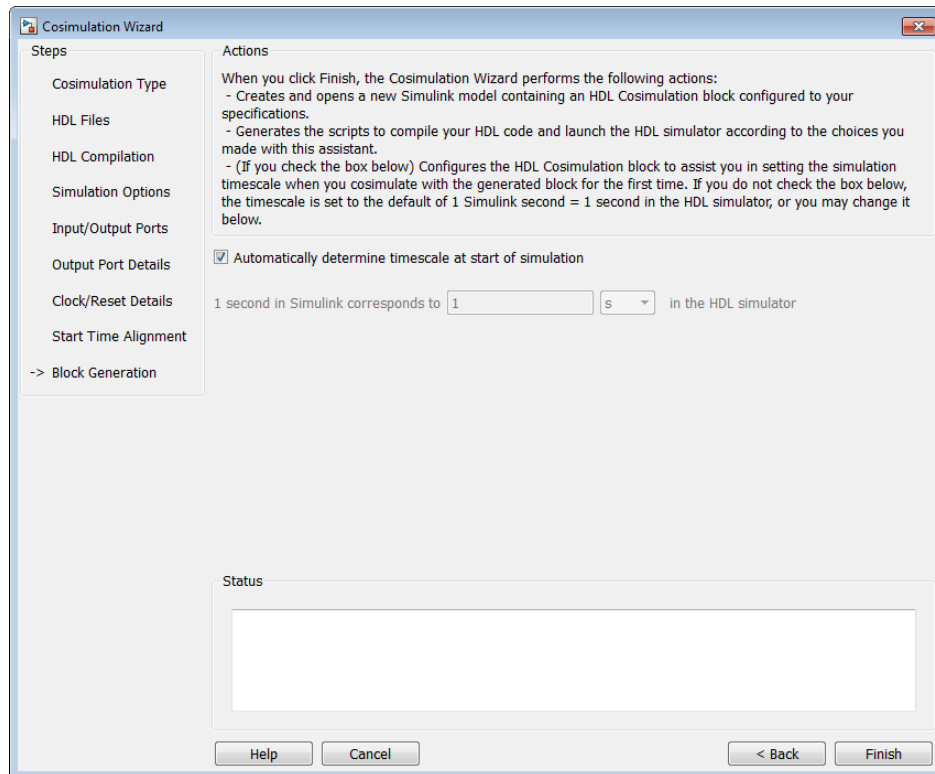 Cosimulation Wizard
Steps
Cosimulation Type
HDL Files
HDL Compilation
Simulation Options
Input/Output Ports
Output Port Details
Clock/Reset Details
Start Time Alignment
-> Block Generation
Actions
When you click Finish, the Cosimulation Wizard performs the following actions:
- Creates and opens a new Simulink model containing an HDL Cosimulation block configured to your
specifications.
- Generates the scripts to compile your HDL code and launch the HDL simulator according to the choices you
made with this assistant.
- (If you check the box below) Configures the HDL Cosimulation block to assist you in setting the simulation
timescale when you cosimulate with the generated block for the first time. If you do not check the box below,
the timescale is set to the default of 1 Simulink second = 1 second in the HDL simulator, or you may change it
below.
Automatically determine timescale at start of simulation
1 second in Simulink corresponds to 1 s in the HDL simulator
Status
Help Cancel < Back Finish